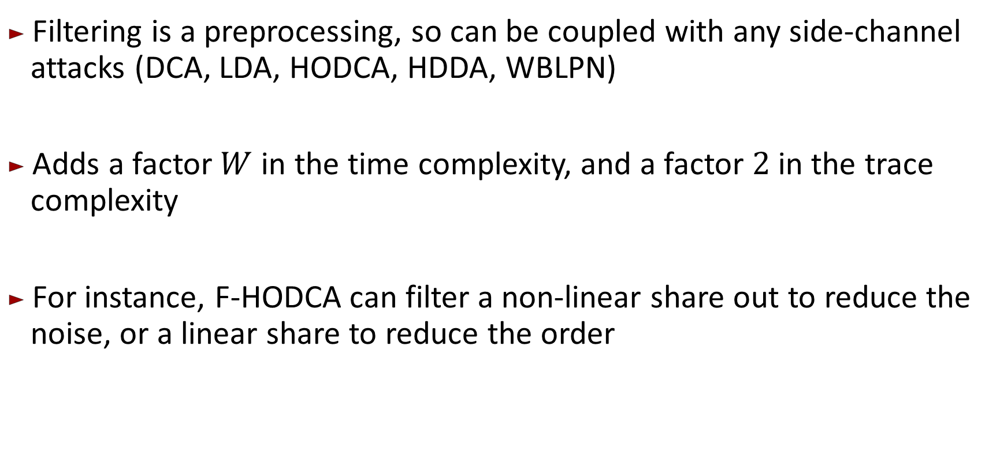 ► Filtering is a preprocessing, so can be coupled with any side-channel
attacks (DCA, LDA, HODCA, HDDA, WBLPN)
► Adds a factor W in the time complexity, and a factor 2 in the trace
complexity
► For instance, F-HODCA can filter a non-linear share out to reduce the
noise, or a linear share to reduce the order